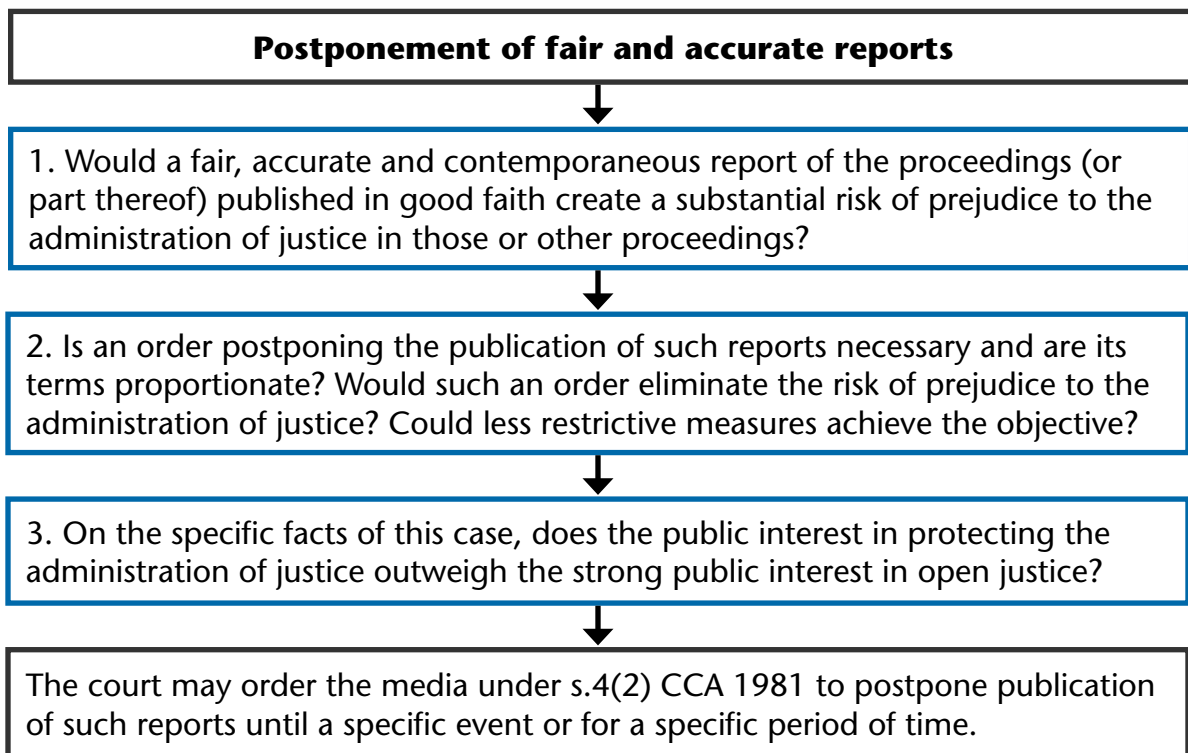 Postponement of fair and accurate reports
1. Would a fair, accurate and contemporaneous report of the proceedings (or
part thereof) published in good faith create a substantial risk of prejudice to the
administration of justice in those or other proceedings?
2. Is an order postponing the publication of such reports necessary and are its
terms proportionate? Would such an order eliminate the risk of prejudice to the
administration of justice? Could less restrictive measures achieve the objective?
3. On the specific facts of this case, does the public interest in protecting the
administration of justice outweigh the strong public interest in open justice?
The court may order the media under s.4(2) CCA 1981 to postpone publication
of such reports until a specific event or for a specific period of time.